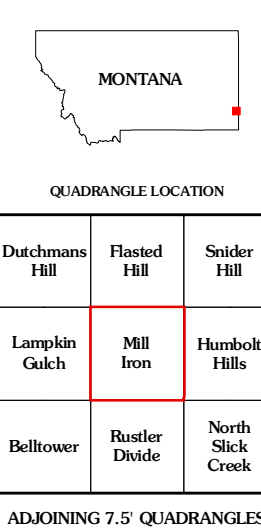 MONTANA
QUADRANGLE LOCATION
Dutchmans Hill
Flasted Hill
Snider Hill
Lampkin Gulch
Mill Iron
Humbolt Hills
Belltower
Rustler Divide
North Slick Creek
ADJOINING 7.5' QUADRANGLES